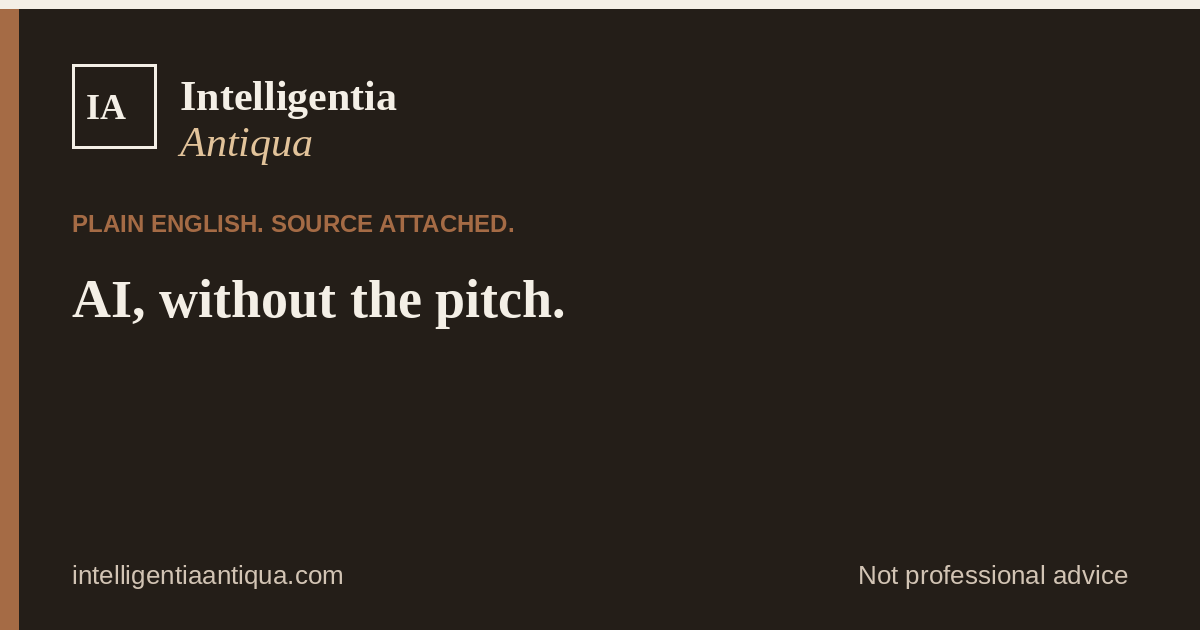 IA
Intelligentia
Antiqua
PLAIN ENGLISH. SOURCE ATTACHED.
AI, without the pitch.
intelligentiaantiqua.com
Not professional advice